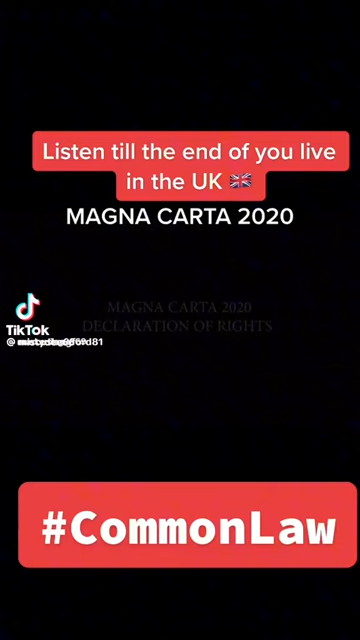 Listen till the end of you live
in the UK 🇬🇧
MAGNA CARTA 2020
MAGNA CARTA 2020
DECLARATION OF RIGHTS
TikTok
#CommonLaw